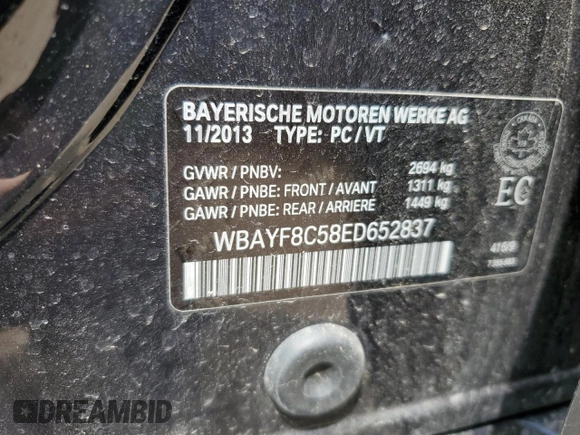 BAYERISCHE MOTOREN WERKE AG
11/2013 TYPE: PC / VT
GVWR / PNBV: 2694 kg
GAWR / PNBE: FRONT / AVANT 1311 kg
GAWR / PNBE: REAR / ARRIERE 1449 kg
CANADA
EC
WBAYF8C58ED652837
DREAMBID